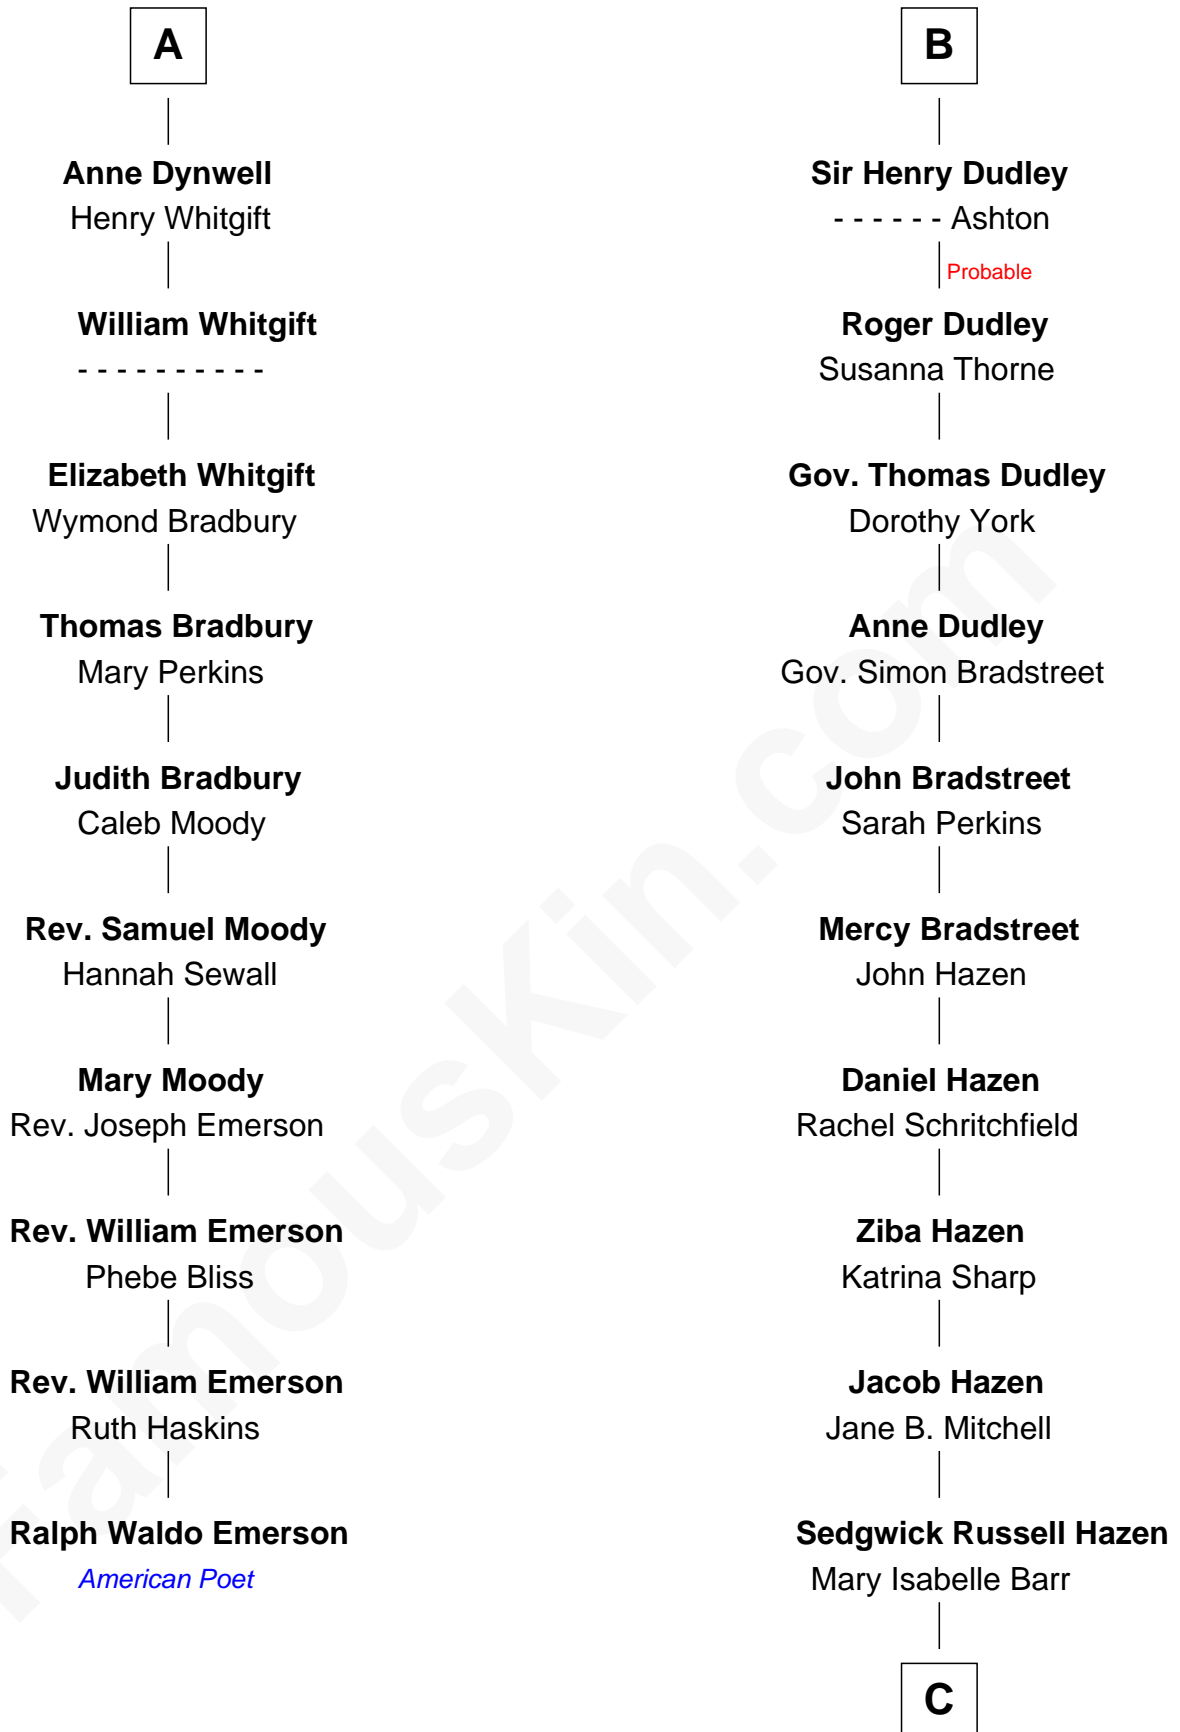 A
Anne Dynwell
Henry Whitgift
William Whitgift
- - - - - - - - - -
Elizabeth Whitgift
Wymond Bradbury
Thomas Bradbury
Mary Perkins
Judith Bradbury
Caleb Moody
Rev. Samuel Moody
Hannah Sewall
Mary Moody
Rev. Joseph Emerson
Rev. William Emerson
Phebe Bliss
Rev. William Emerson
Ruth Haskins
Ralph Waldo Emerson
American Poet
B
Sir Henry Dudley
- - - - - - Ashton
Probable
Roger Dudley
Susanna Thorne
Gov. Thomas Dudley
Dorothy York
Anne Dudley
Gov. Simon Bradstreet
John Bradstreet
Sarah Perkins
Mercy Bradstreet
John Hazen
Daniel Hazen
Rachel Schritchfield
Ziba Hazen
Katrina Sharp
Jacob Hazen
Jane B. Mitchell
Sedgwick Russell Hazen
Mary Isabelle Barr
C
FamousKin.com